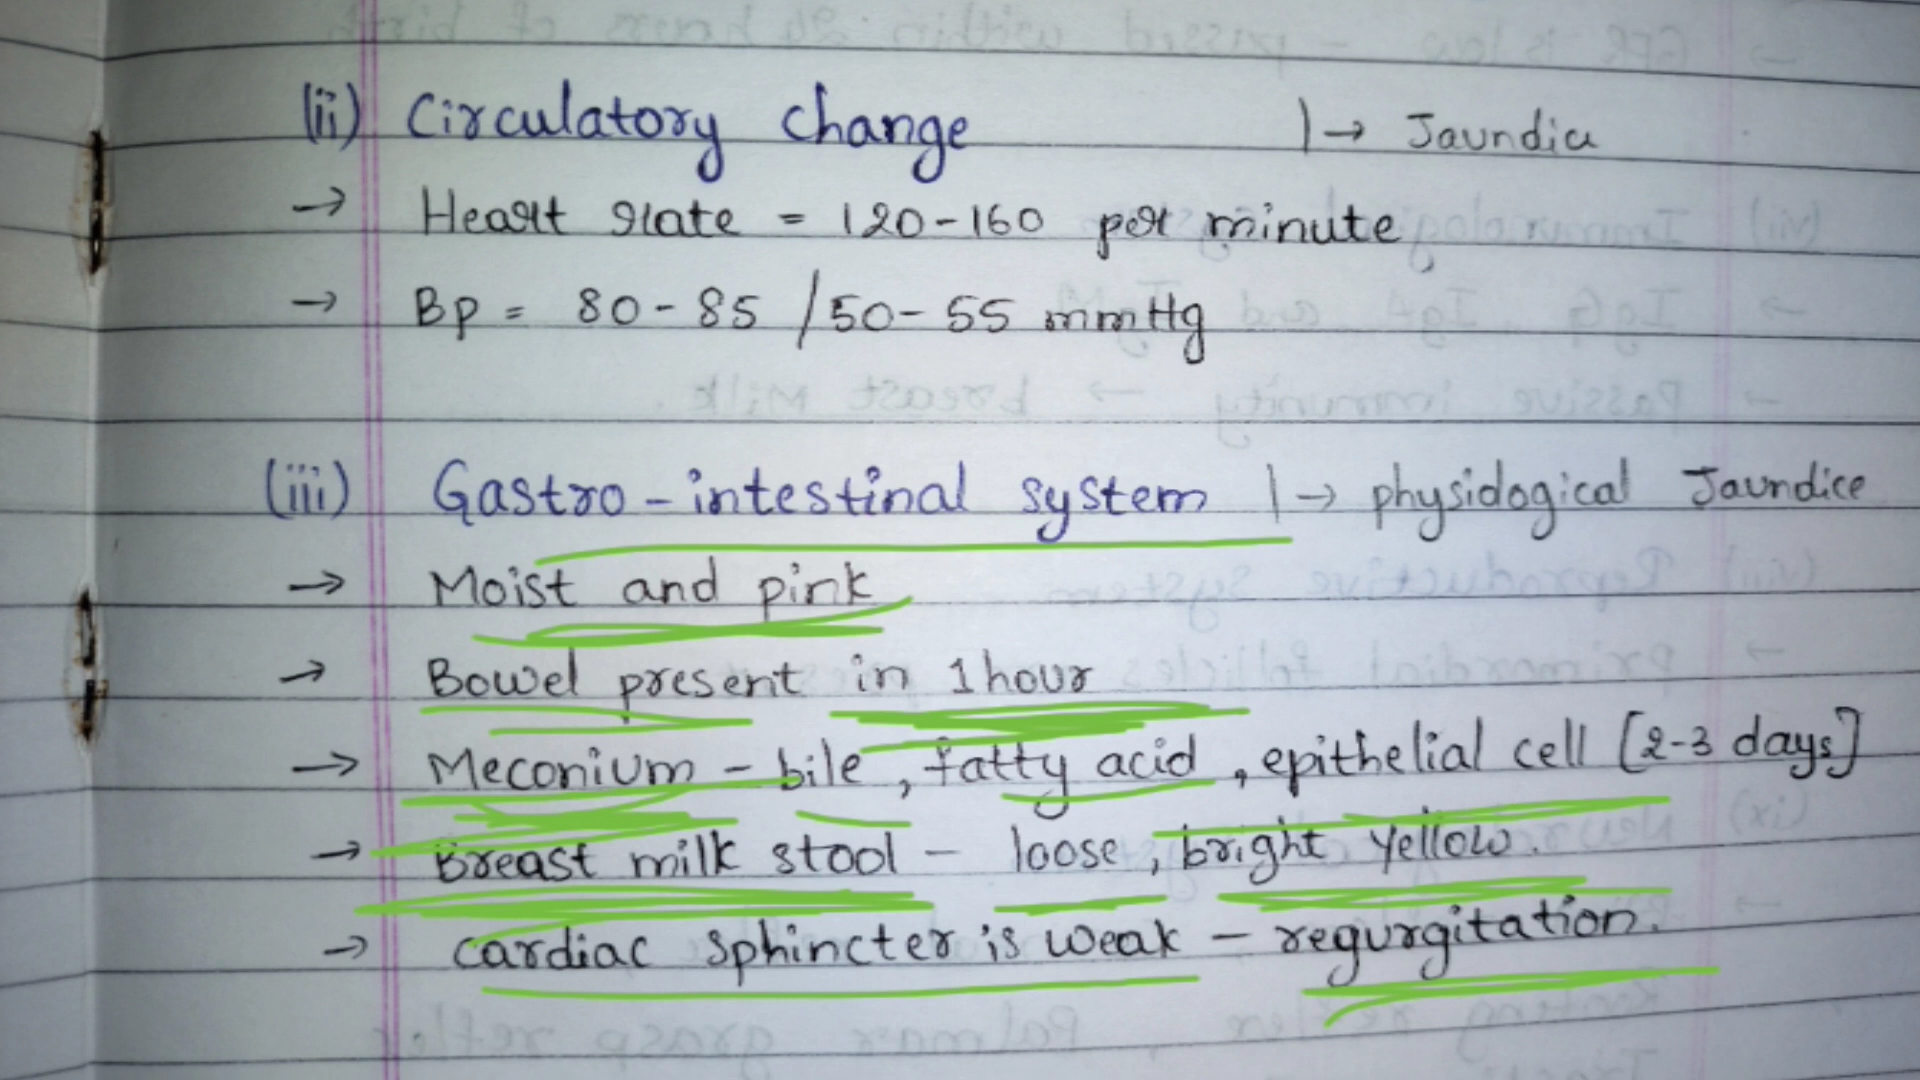 (ii) Circulatory change |→ Jaundice
→ Heart rate = 120-160 per minute
→ Bp = 80-85 /50-55 mmHg
(iii) Gastro-intestinal system |→ physiological Jaundice
→ Moist and pink
→ Bowel present in 1 hour
→ Meconium - bile, fatty acid, epithelial cell [2-3 days]
→ Breast milk stool - loose, bright yellow.
→ cardiac sphincter is weak - regurgitation.